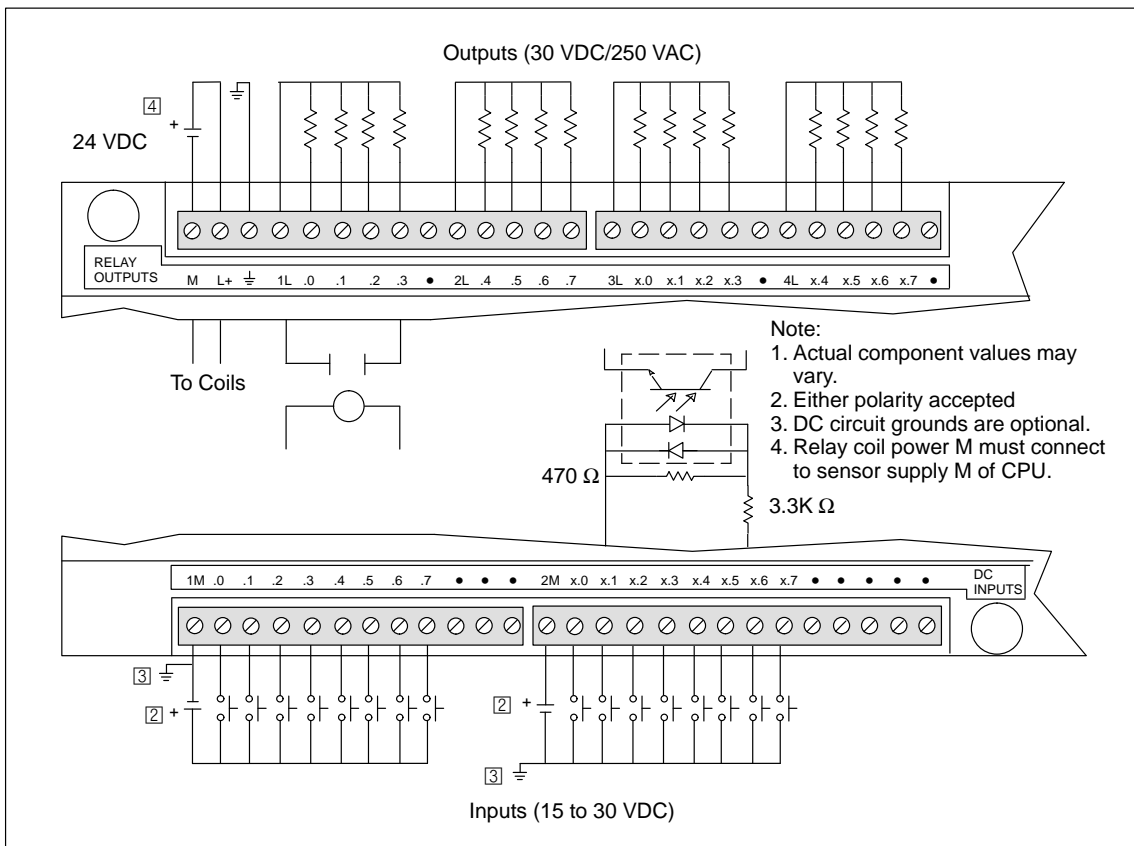 Outputs (30 VDC/250 VAC)
4
+
24 VDC
RELAY
OUTPUTS
M L+ 1L .0 .1 .2 .3 • 2L .4 .5 .6 .7 3L x.0 x.1 x.2 x.3 • 4L x.4 x.5 x.6 x.7 •
To Coils
Note:
1. Actual component values may
vary.
2. Either polarity accepted
3. DC circuit grounds are optional.
4. Relay coil power M must connect
to sensor supply M of CPU.
470 Ω
3.3K Ω
1M .0 .1 .2 .3 .4 .5 .6 .7 • • • 2M x.0 x.1 x.2 x.3 x.4 x.5 x.6 x.7 • • • • •
DC
INPUTS
3
2 +
2 +
3
Inputs (15 to 30 VDC)